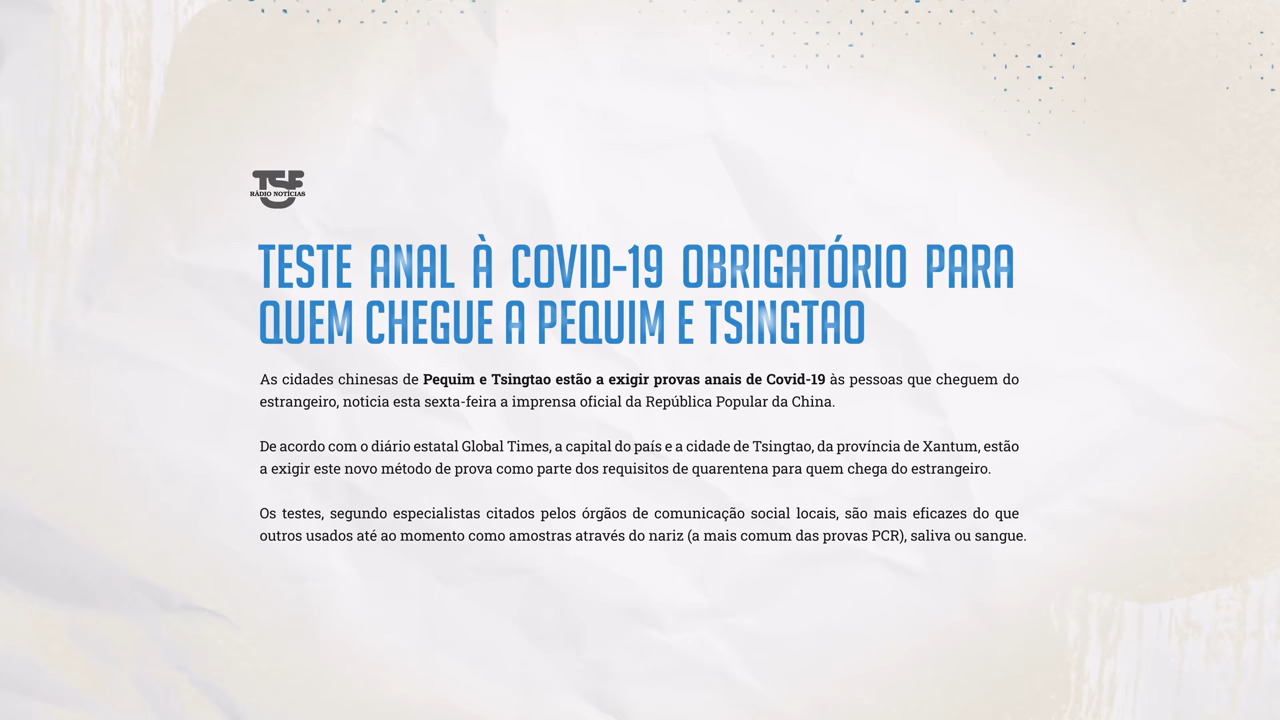 TSF
RÁDIO NOTÍCIAS
TESTE ANAL À COVID-19 OBRIGATÓRIO PARA
QUEM CHEGUE A PEQUIM E TSINGTAO
As cidades chinesas de Pequim e Tsingtao estão a exigir provas anais de Covid-19 às pessoas que cheguem do
estrangeiro, noticia esta sexta-feira a imprensa oficial da República Popular da China.
De acordo com o diário estatal Global Times, a capital do país e a cidade de Tsingtao, da província de Xantum, estão
a exigir este novo método de prova como parte dos requisitos de quarentena para quem chega do estrangeiro.
Os testes, segundo especialistas citados pelos órgãos de comunicação social locais, são mais eficazes do que
outros usados até ao momento como amostras através do nariz (a mais comum das provas PCR), saliva ou sangue.